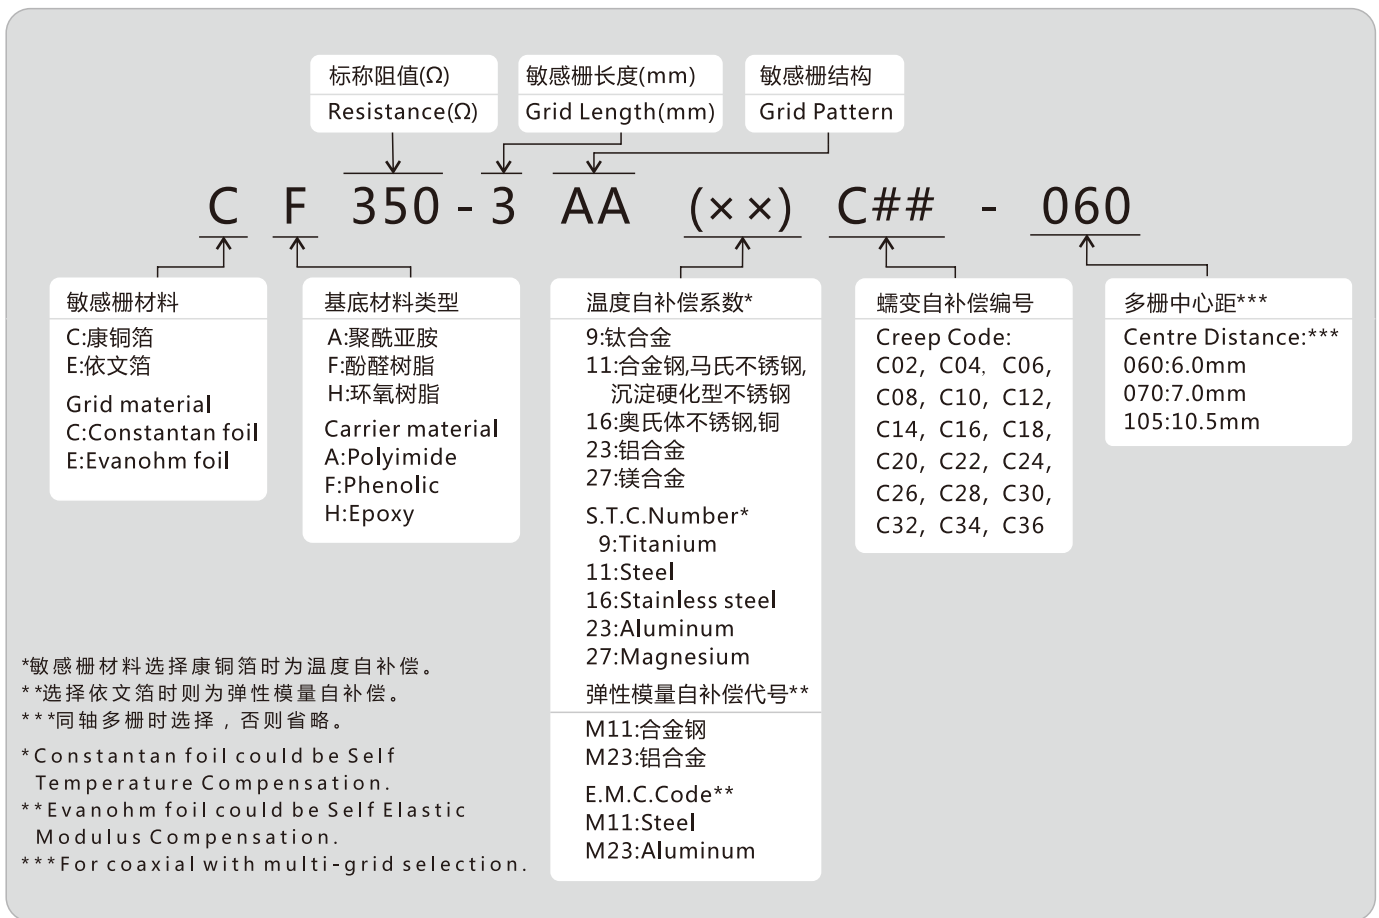 标称阻值(Ω)
Resistance(Ω)
敏感栅长度(mm)
Grid Length(mm)
敏感栅结构
Grid Pattern
C F 350 - 3 AA (××) C## - 060
敏感栅材料
C:康铜箔
E:依文箔
Grid material
C:Constantan foil
E:Evanohm foil
基底材料类型
A:聚酰亚胺
F:酚醛树脂
H:环氧树脂
Carrier material
A:Polyimide
F:Phenolic
H:Epoxy
温度自补偿系数*
9:钛合金
11:合金钢,马氏不锈钢,
沉淀硬化型不锈钢
16:奥氏体不锈钢,铜
23:铝合金
27:镁合金
S.T.C.Number*
9:Titanium
11:Steel
16:Stainless steel
23:Aluminum
27:Magnesium
弹性模量自补偿代号**
M11:合金钢
M23:铝合金
E.M.C.Code**
M11:Steel
M23:Aluminum
蠕变自补偿编号
Creep Code:
C02, C04, C06,
C08, C10, C12,
C14, C16, C18,
C20, C22, C24,
C26, C28, C30,
C32, C34, C36
多栅中心距***
Centre Distance:***
060:6.0mm
070:7.0mm
105:10.5mm
*敏感栅材料选择康铜箔时为温度自补偿。
**选择依文箔时则为弹性模量自补偿。
***同轴多栅时选择，否则省略。
*Constantan foil could be Self
Temperature Compensation.
**Evanohm foil could be Self Elastic
Modulus Compensation.
***For coaxial with multi-grid selection.